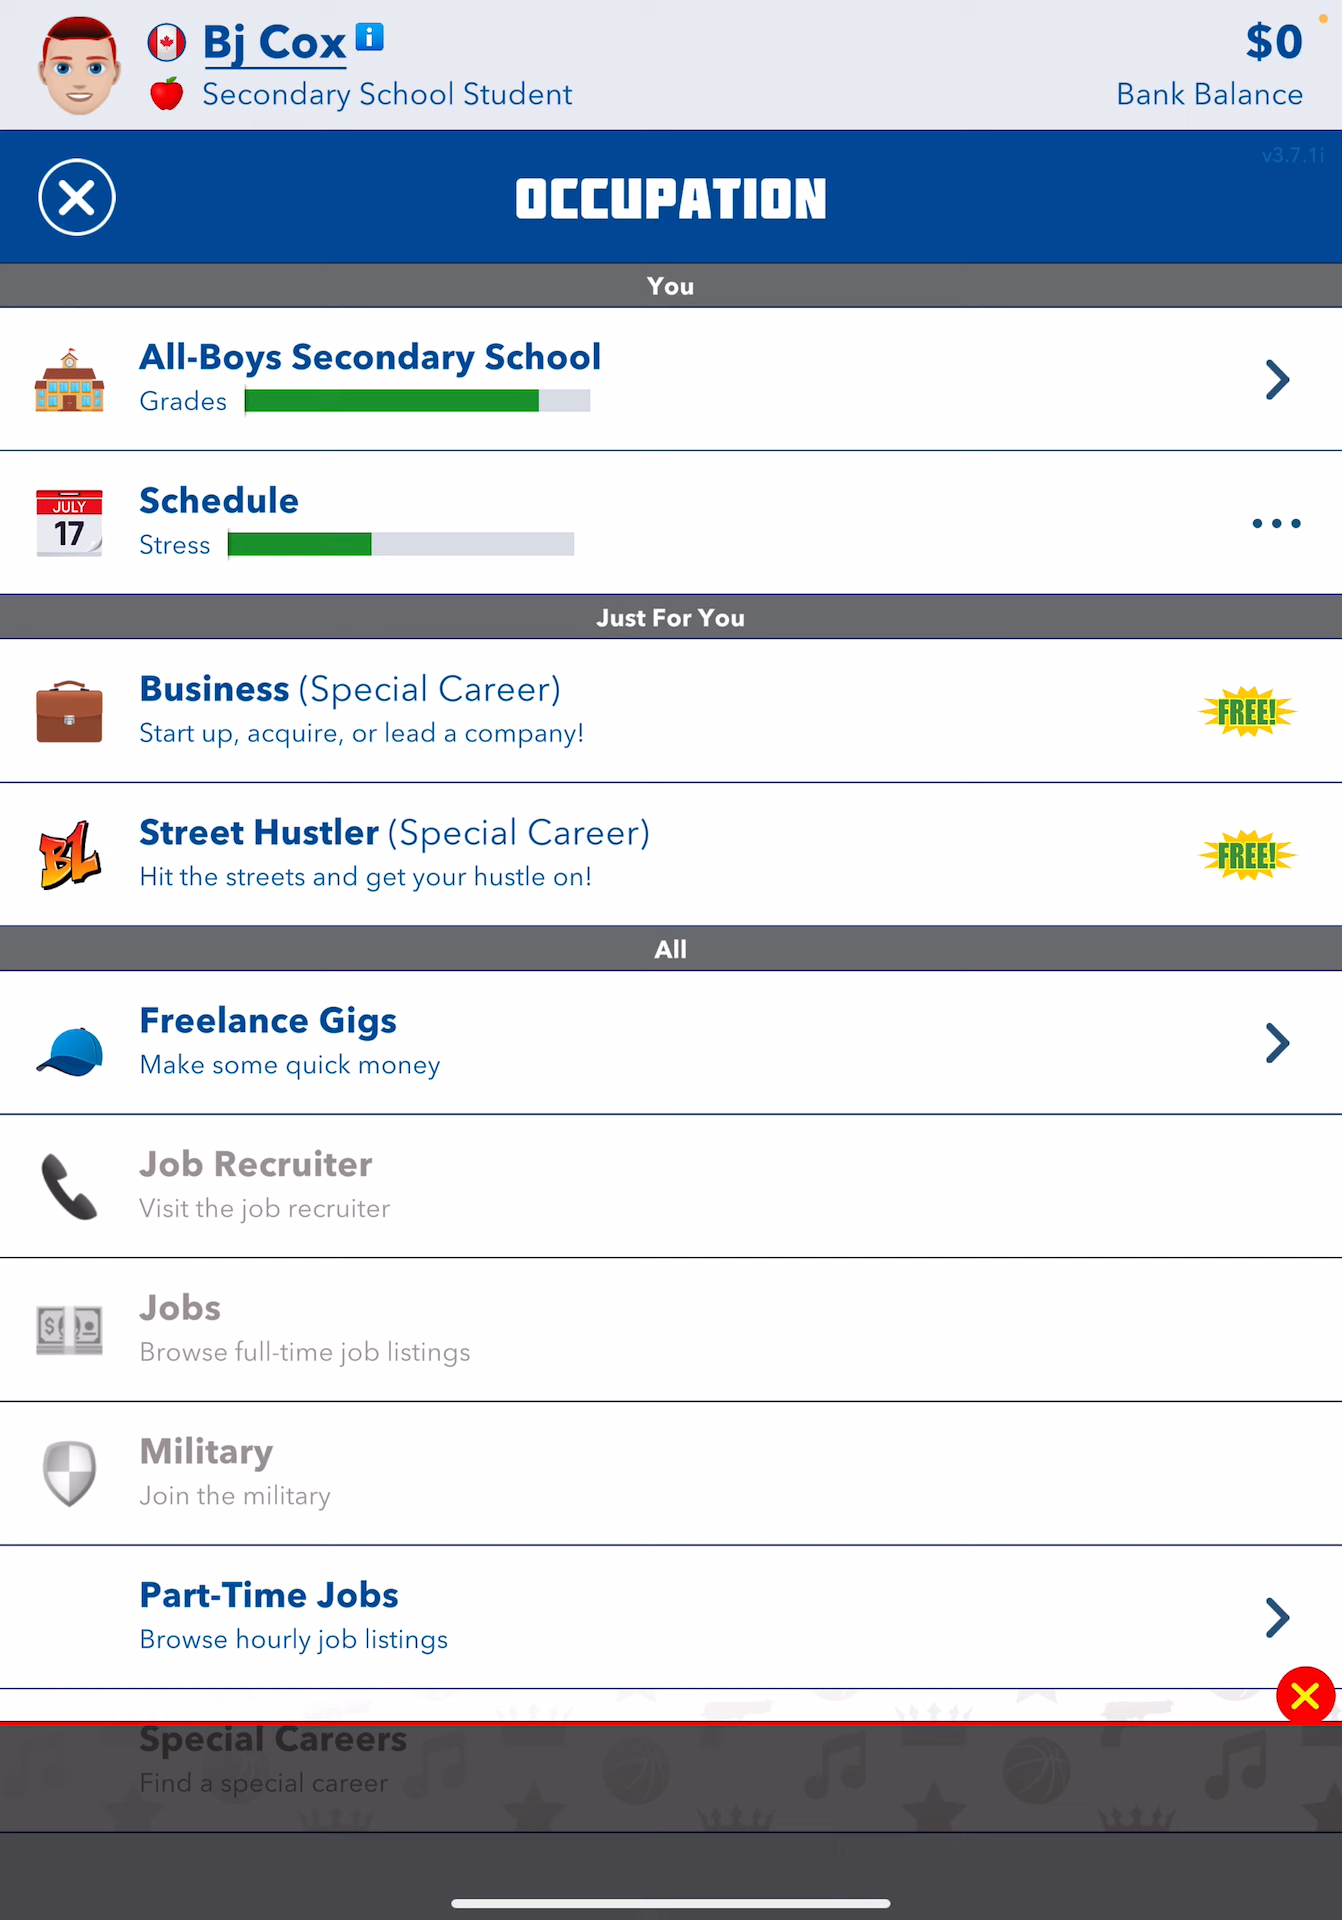 Bj Cox
Secondary School Student
$0
Bank Balance
v3.7.1i
OCCUPATION
You
All-Boys Secondary School
Grades
JULY
17
Schedule
Stress
Just For You
Business (Special Career)
Start up, acquire, or lead a company!
FREE!
BL
Street Hustler (Special Career)
Hit the streets and get your hustle on!
FREE!
All
Freelance Gigs
Make some quick money
Job Recruiter
Visit the job recruiter
Jobs
Browse full-time job listings
Military
Join the military
Part-Time Jobs
Browse hourly job listings
Special Careers
Find a special career